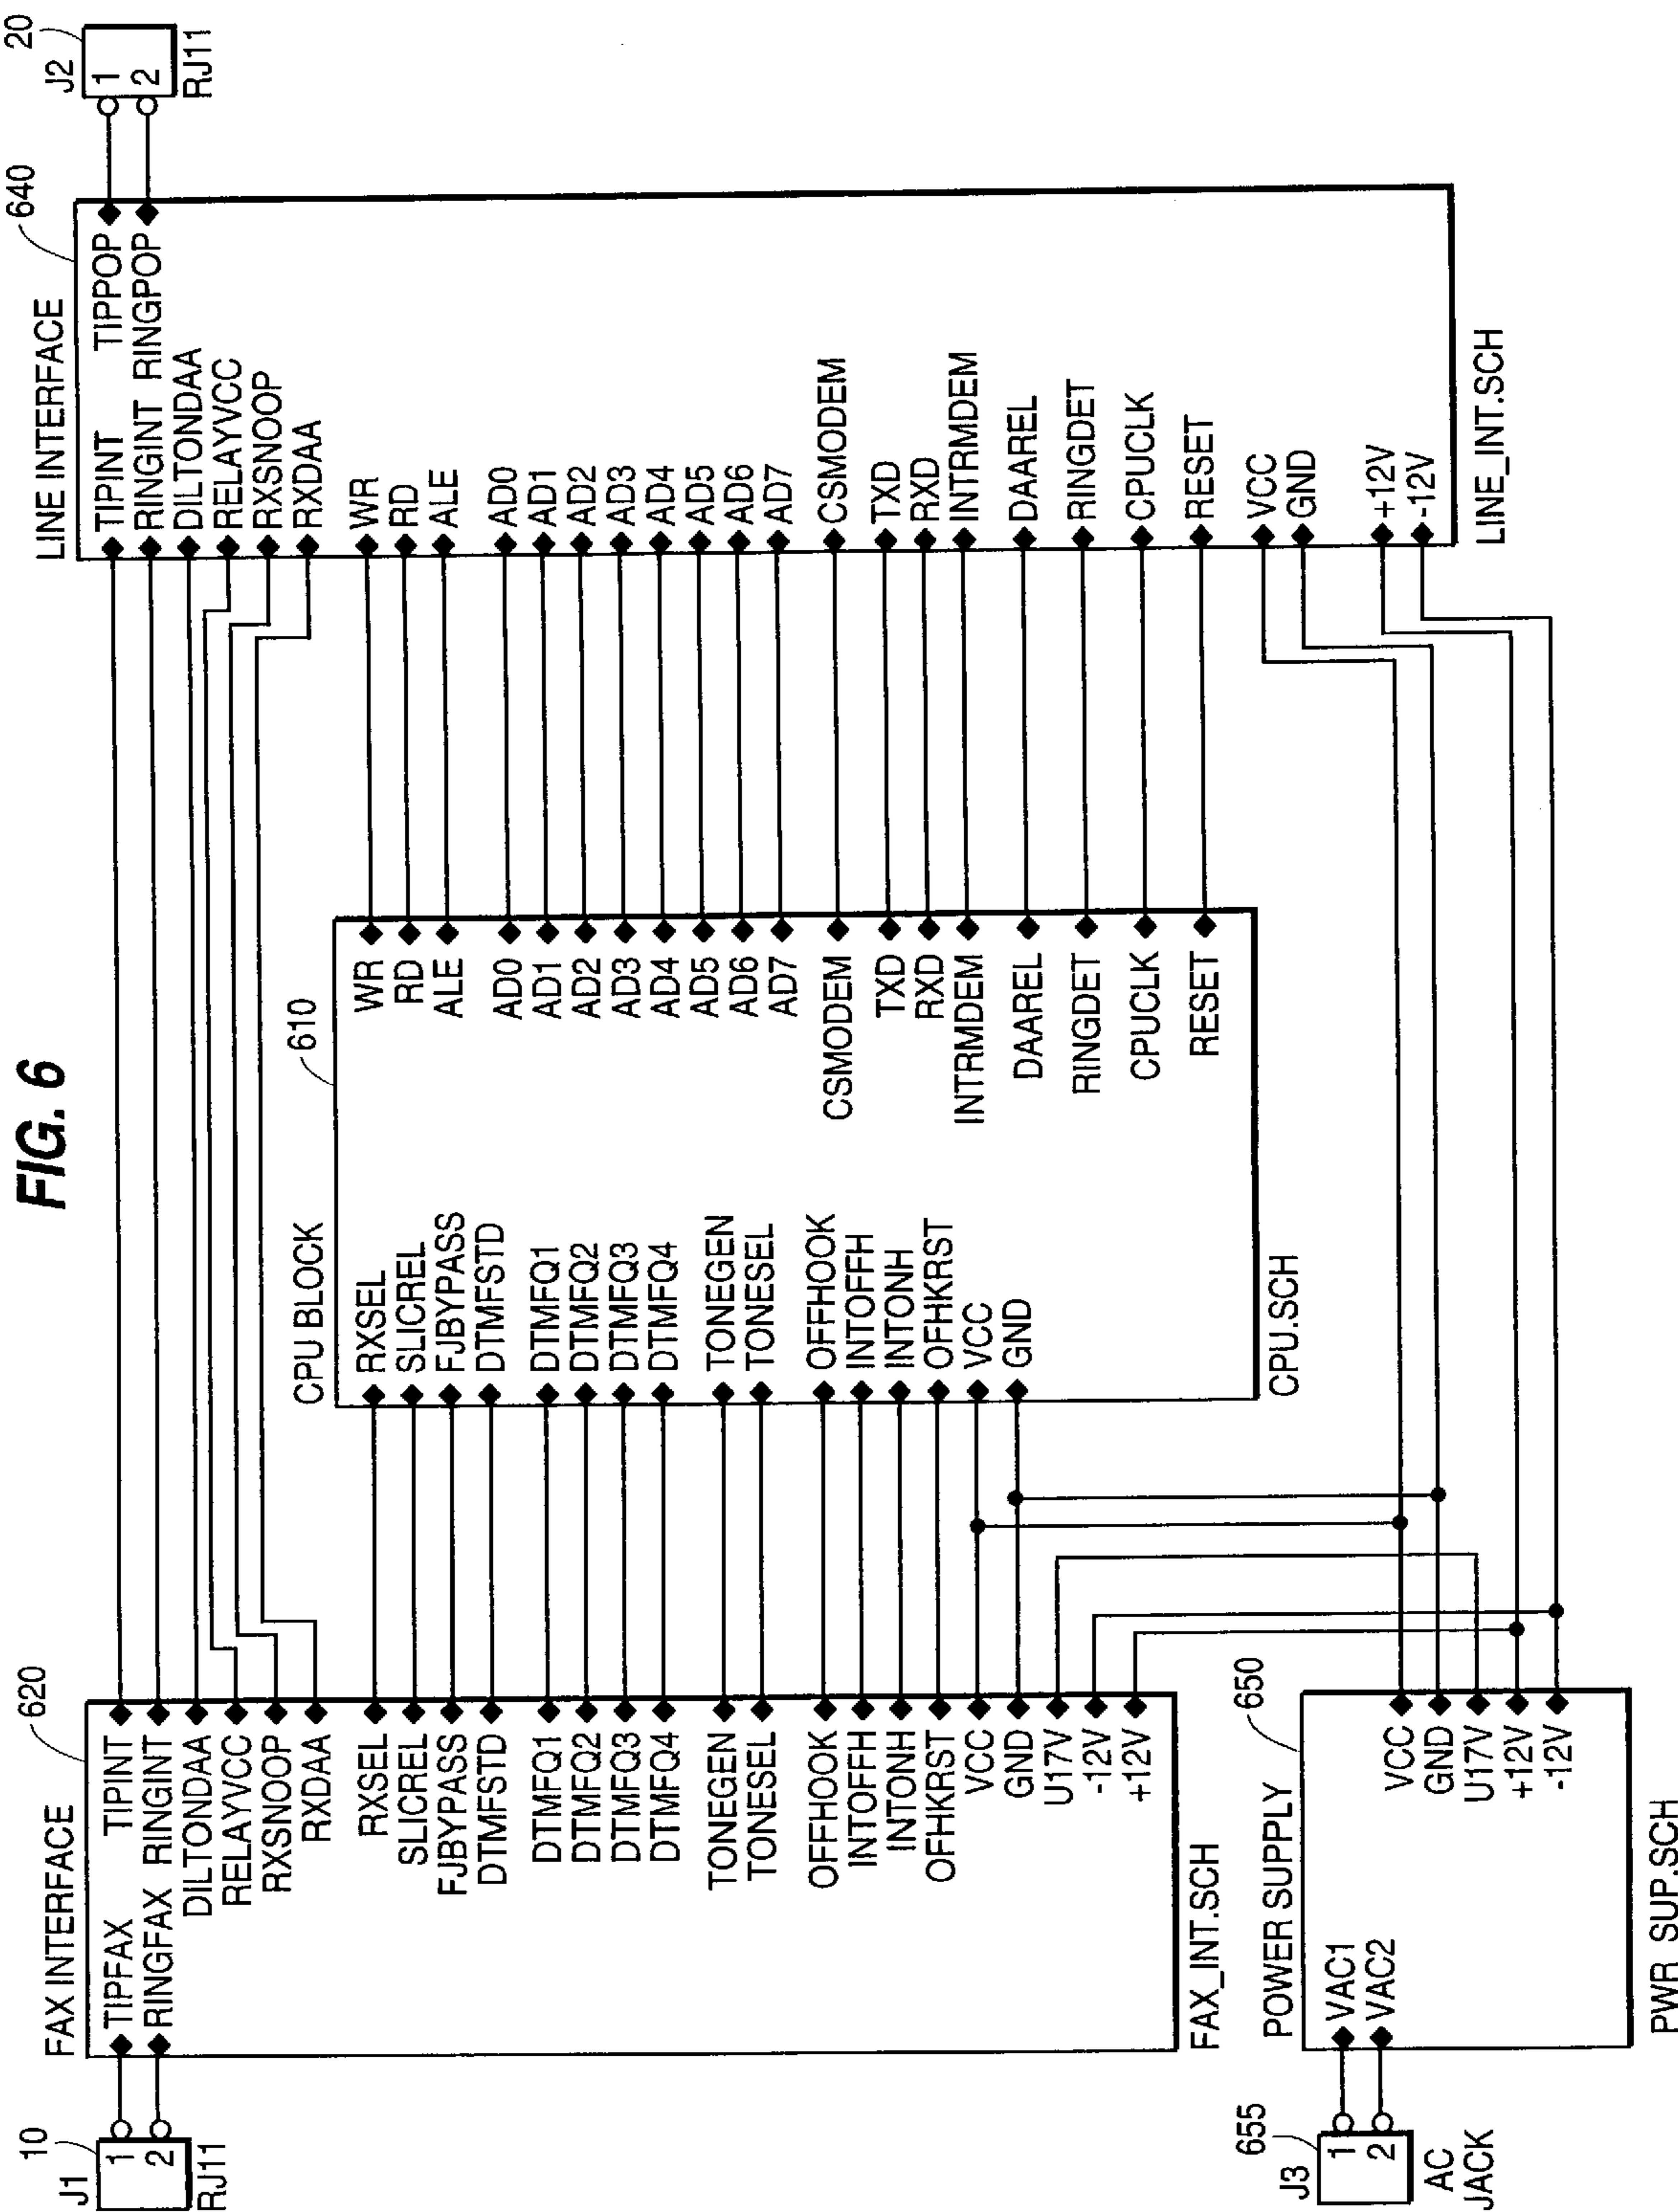 FIG. 6
10
J1
1
2
RJ11
FAX INTERFACE
620
TIPFAX TIPINT
RINGFAX RINGINT
DILTONDAA
RELAYVCC
RXSNOOP
RXDAA
RXSEL
SLICREL
FJBYPASS
DTMFSTD
DTMFQ1
DTMFQ2
DTMFQ3
DTMFQ4
TONEGEN
TONESEL
OFFHOOK
INTOFFH
INTONH
OFHKRST
VCC
GND
U17V
-12V
+12V
FAX_INT.SCH
655
J3
1
2
AC
JACK
POWER SUPPLY
650
VAC1
VAC2
VCC
GND
U17V
+12V
-12V
PWR_SUP.SCH
CPU BLOCK
610
RXSEL
SLICREL
FJBYPASS
DTMFSTD
DTMFQ1
DTMFQ2
DTMFQ3
DTMFQ4
TONEGEN
TONESEL
OFFHOOK
INTOFFH
INTONH
OFHKRST
VCC
GND
WR
RD
ALE
AD0
AD1
AD2
AD3
AD4
AD5
AD6
AD7
CSMODEM
TXD
RXD
INTRMDEM
DAAREL
RINGDET
CPUCLK
RESET
CPU.SCH
LINE INTERFACE
640
TIPINT TIPPOP
RINGINT RINGPOP
DILTONDAA
RELAYVCC
RXSNOOP
RXDAA
WR
RD
ALE
AD0
AD1
AD2
AD3
AD4
AD5
AD6
AD7
CSMODEM
TXD
RXD
INTRMDEM
DAAREL
RINGDET
CPUCLK
RESET
VCC
GND
+12V
-12V
LINE_INT.SCH
20
J2
1
2
RJ11